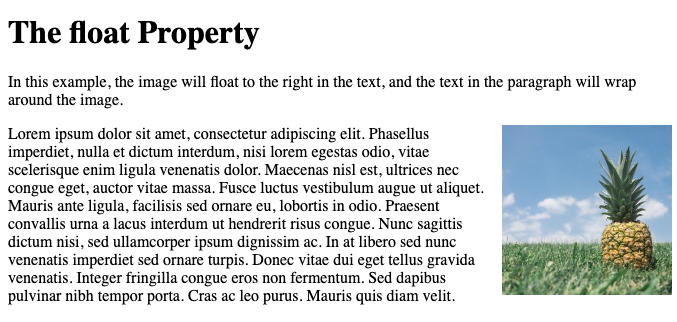 The float Property
In this example, the image will float to the right in the text, and the text in the paragraph will wrap
around the image.
Lorem ipsum dolor sit amet, consectetur adipiscing elit. Phasellus
imperdiet, nulla et dictum interdum, nisi lorem egestas odio, vitae
scelerisque enim ligula venenatis dolor. Maecenas nisl est, ultrices nec
congue eget, auctor vitae massa. Fusce luctus vestibulum augue ut aliquet.
Mauris ante ligula, facilisis sed ornare eu, lobortis in odio. Praesent
convallis urna a lacus interdum ut hendrerit risus congue. Nunc sagittis
dictum nisi, sed ullamcorper ipsum dignissim ac. In at libero sed nunc
venenatis imperdiet sed ornare turpis. Donec vitae dui eget tellus gravida
venenatis. Integer fringilla congue eros non fermentum. Sed dapibus
pulvinar nibh tempor porta. Cras ac leo purus. Mauris quis diam velit.